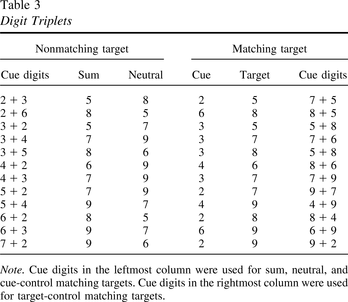 Table 3
Digit Triplets
Nonmatching target Matching target
Cue digits Sum Neutral Cue Target Cue digits
2 + 3 5 8 2 5 7 + 5
2 + 6 8 5 6 8 8 + 5
3 + 2 5 7 3 5 5 + 8
3 + 4 7 9 3 7 7 + 6
3 + 5 8 6 3 8 5 + 8
4 + 2 6 9 4 6 8 + 6
4 + 3 7 9 3 7 7 + 9
5 + 2 7 9 2 7 9 + 7
5 + 4 9 7 4 9 4 + 9
6 + 2 8 5 2 8 8 + 4
6 + 3 9 7 6 9 6 + 9
7 + 2 9 6 2 9 9 + 2
Note. Cue digits in the leftmost column were used for sum, neutral, and
cue-control matching targets. Cue digits in the rightmost column were used
for target-control matching targets.